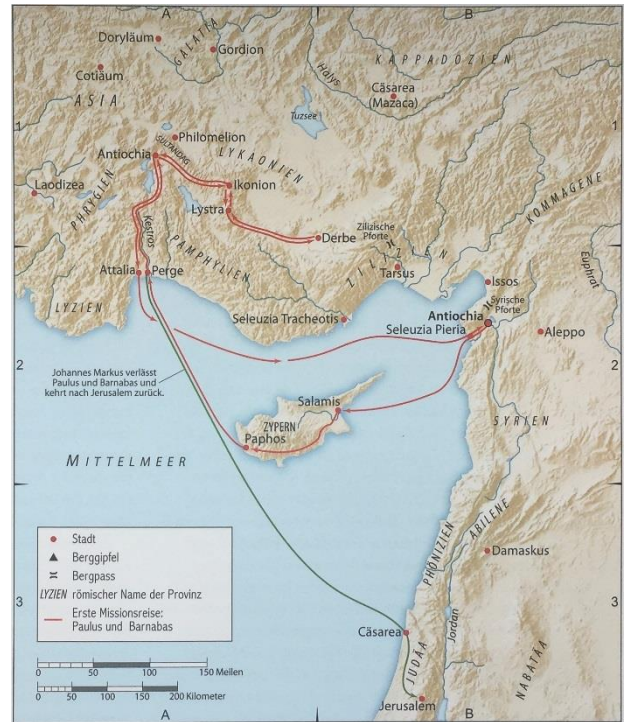 A
B
Doryläum
GALATIA
Gordion
Halys
KAPPADOZIEN
Cotiäum
Cäsarea
(Mazaca)
ASIA
Tuzsee
1
1
Philomelion
SULTANDAG
Antiochia
LYKAONIEN
Ikonion
Laodizea
PHRYGIEN
Lystra
KOMMAGENE
Kestros
Derbe
Zilizische
Pforte
PAMPHYLIEN
ZILIZIEN
Tarsus
Euphrat
Attalia
Perge
Issos
LYZIEN
Seleuzia Tracheotis
Antiochia
Seleuzia Pieria
Syrische
Pforte
Aleppo
2
2
Johannes Markus verlässt
Paulus und Barnabas und
kehrt nach Jerusalem zurück.
Salamis
ZYPERN
Paphos
SYRIEN
MITTELMEER
Stadt
Berggipfel
Bergpass
LYZIEN römischer Name der Provinz
Erste Missionsreise:
Paulus und Barnabas
PHÖNIZIEN
ABILENE
Damaskus
3
3
Cäsarea
JUDÄA
Jordan
NABATÄA
Jerusalem
0 50 100 150 Meilen
0 50 100 150 200 Kilometer
A
B